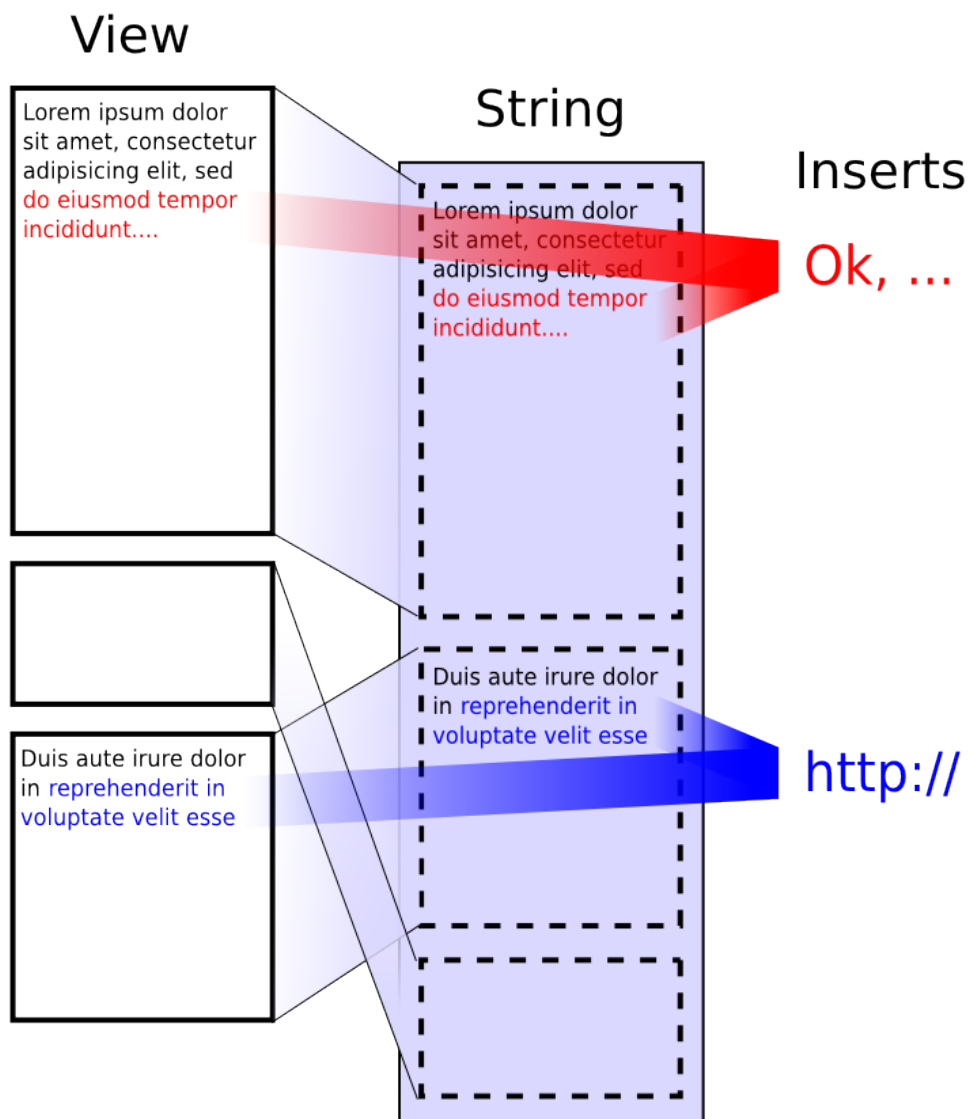 View
Lorem ipsum dolor
sit amet, consectetur
adipisicing elit, sed
do eiusmod tempor
incididunt....
Duis aute irure dolor
in reprehenderit in
voluptate velit esse
String
Lorem ipsum dolor
sit amet, consectetur
adipisicing elit, sed
do eiusmod tempor
incididunt....
Duis aute irure dolor
in reprehenderit in
voluptate velit esse
Inserts
Ok, ...
http://